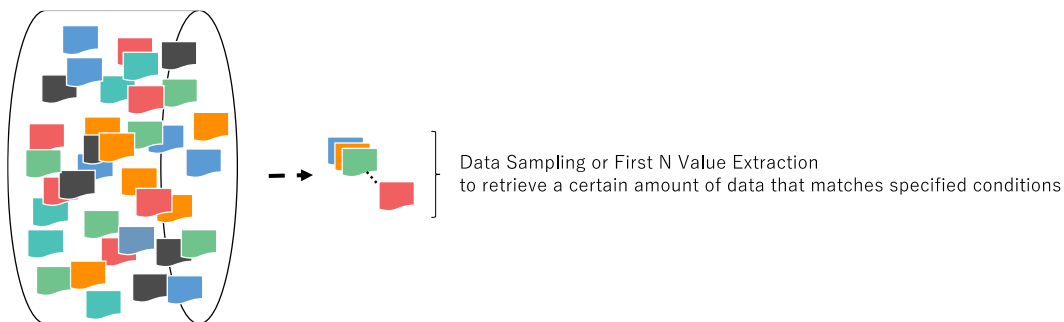 Data Sampling or First N Value Extraction
to retrieve a certain amount of data that matches specified conditions